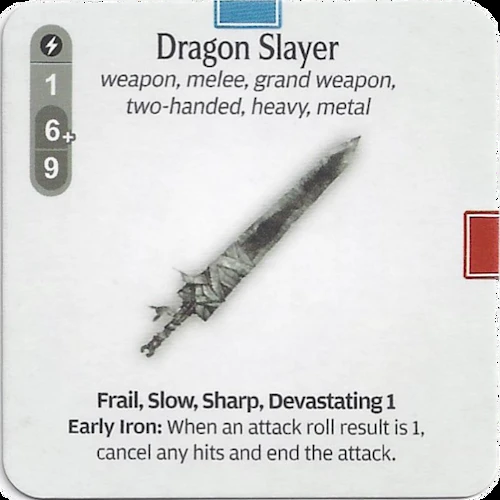 Dragon Slayer
weapon, melee, grand weapon,
two-handed, heavy, metal
1
6+
9
Frail, Slow, Sharp, Devastating 1
Early Iron: When an attack roll result is 1,
cancel any hits and end the attack.